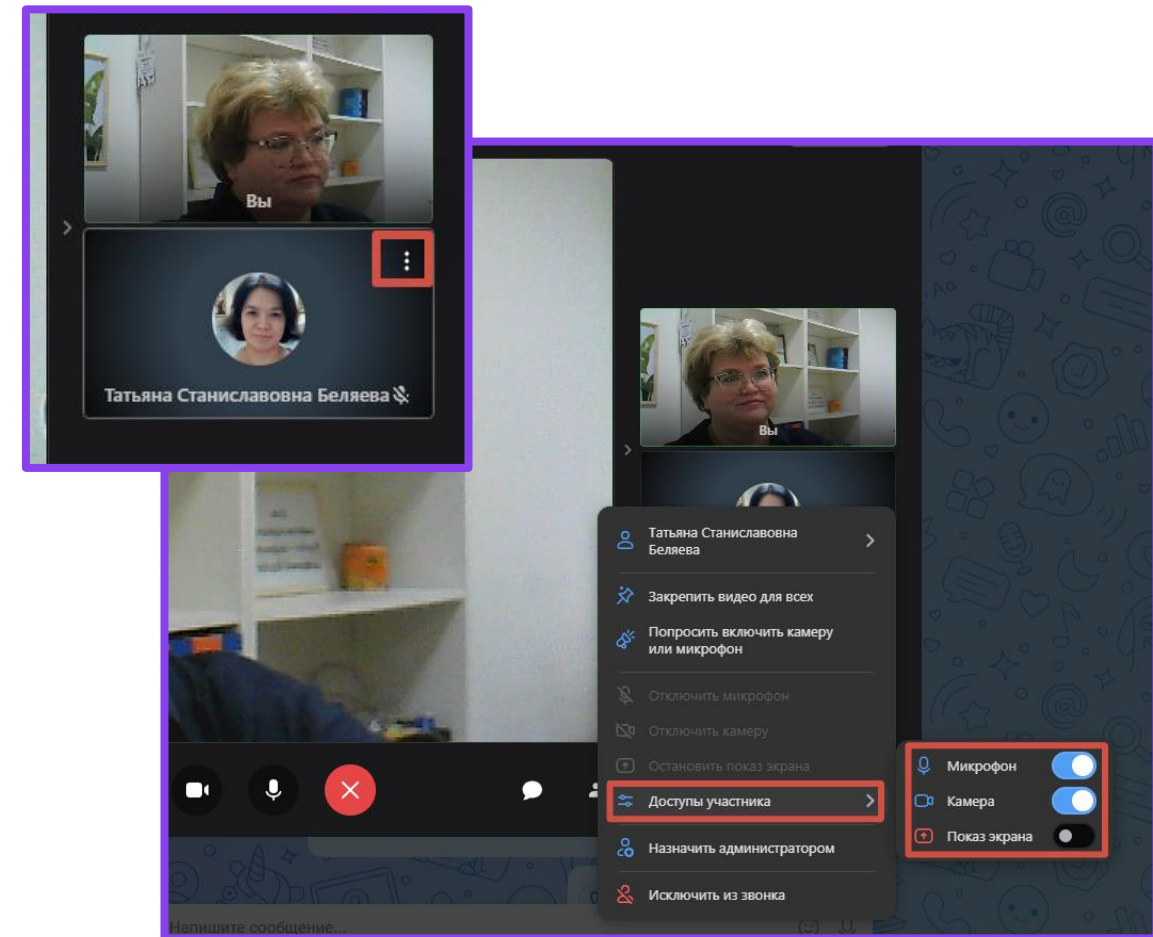 Вы
Татьяна Станиславовна Беляева
Вы
Татьяна Станиславовна
Беляева
Закрепить видео для всех
Попросить включить камеру
или микрофон
Отключить микрофон
Отключить камеру
Остановить показ экрана
Доступы участника
Микрофон
Камера
Показ экрана
Назначить администратором
Исключить из звонка
Напишите сообщение...